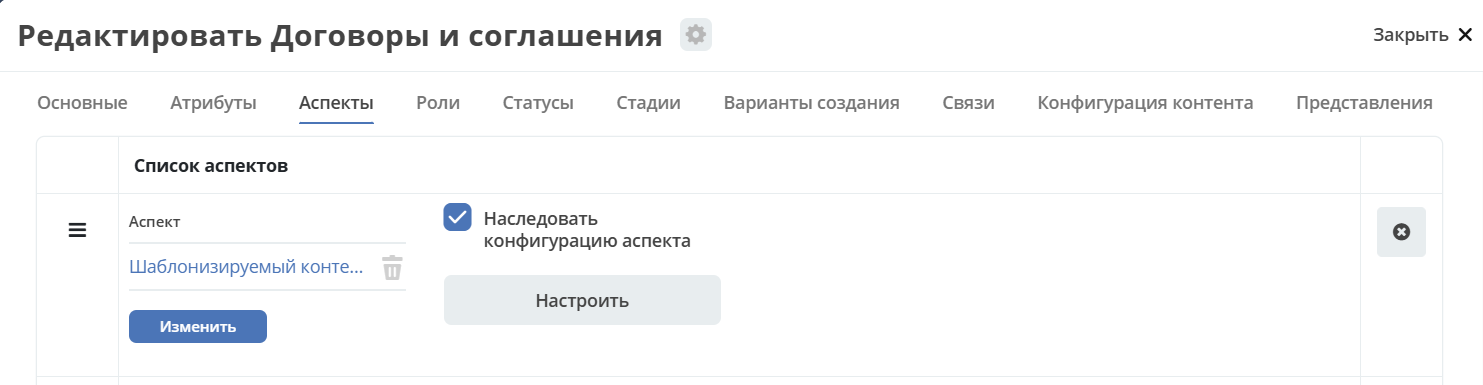 Редактировать Договоры и соглашения
Закрыть
Основные Атрибуты Аспекты Роли Статусы Стадии Варианты создания Связи Конфигурация контента Представления
Список аспектов
Аспект
Наследовать
конфигурацию аспекта
Шаблонизируемый конте...
Настроить
Изменить